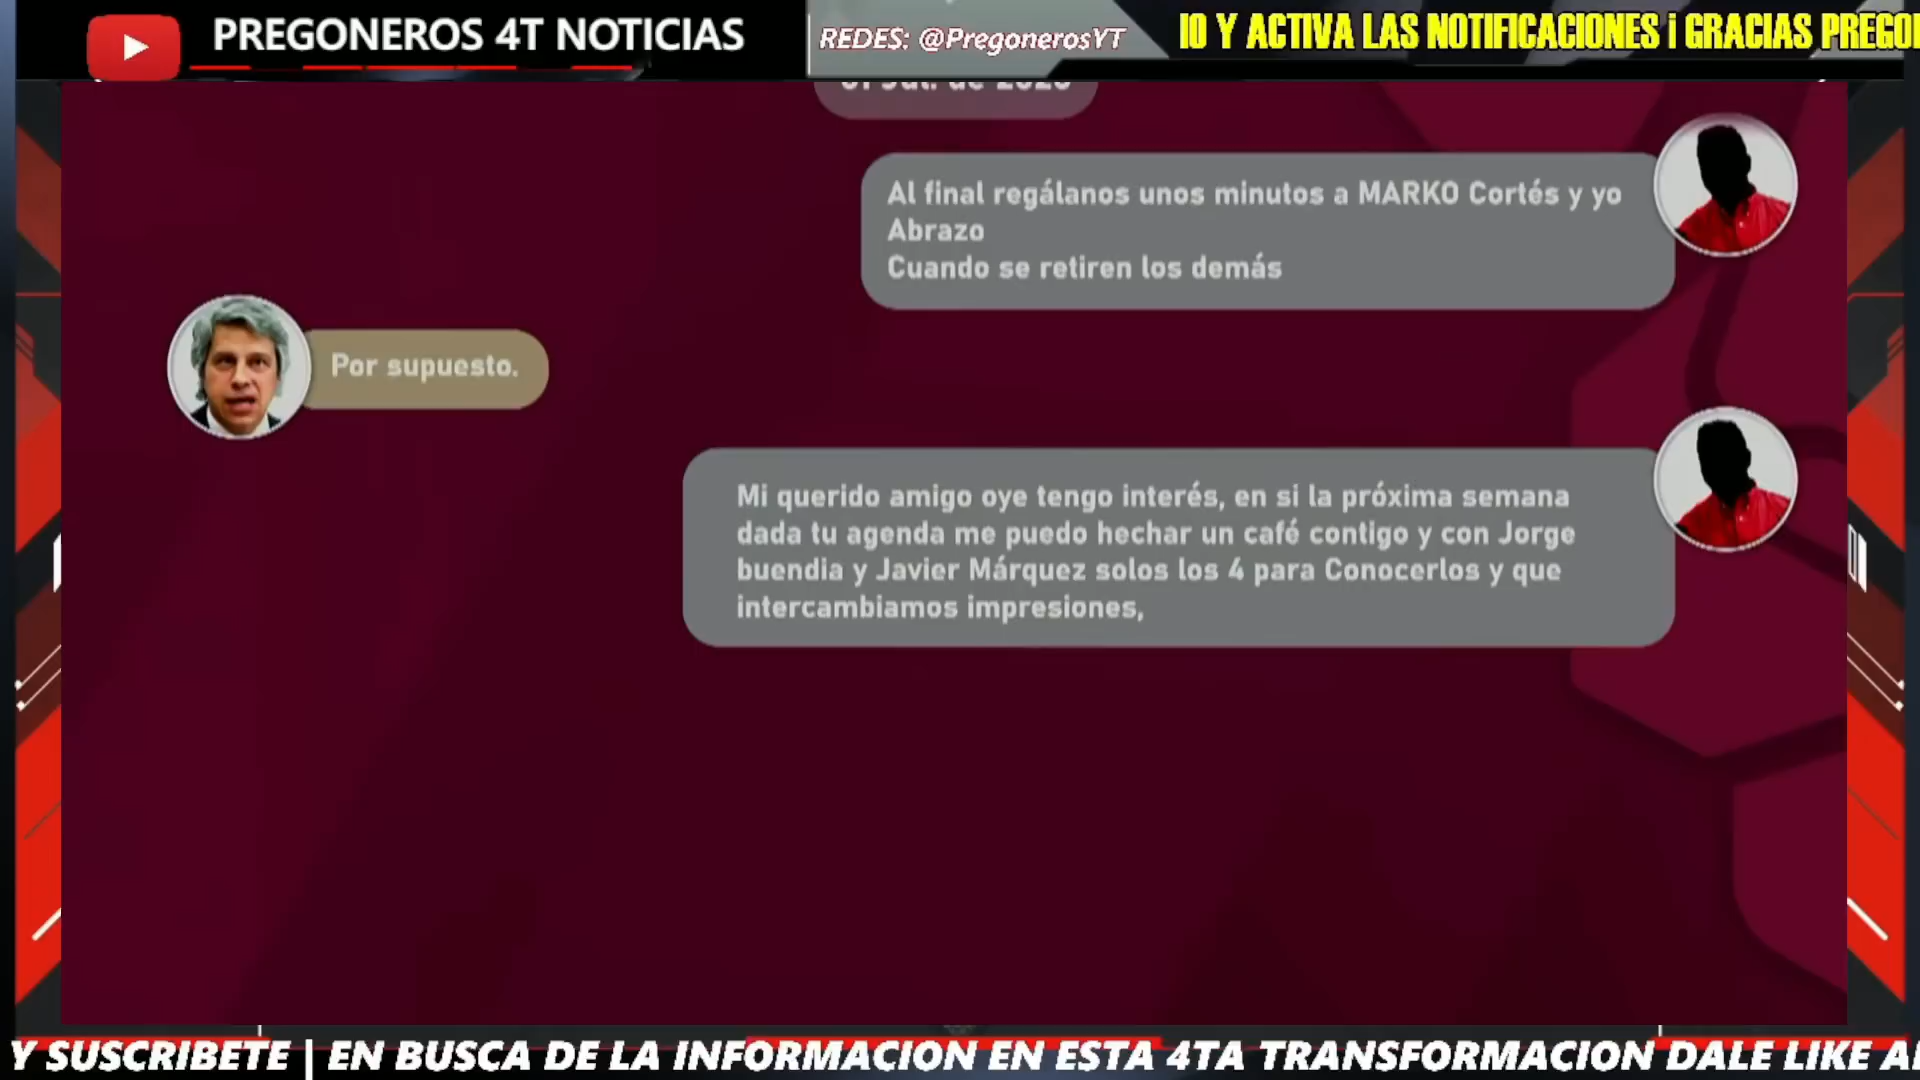 PREGONEROS 4T NOTICIAS
REDES: @PregonerosYT
IO Y ACTIVA LAS NOTIFICACIONES ¡ GRACIAS
Al final regálanos unos minutos a MARKO Cortés y yo
Abrazo
Cuando se retiren los demás
Por supuesto.
Mi querido amigo oye tengo interés, en si la próxima semana
dada tu agenda me puedo hechar un café contigo y con Jorge
buendia y Javier Márquez solos los 4 para Conocerlos y que
intercambiamos impresiones,
Y SUSCRIBETE | EN BUSCA DE LA INFORMACION EN ESTA 4TA TRANSFORMACION DALE LIKE